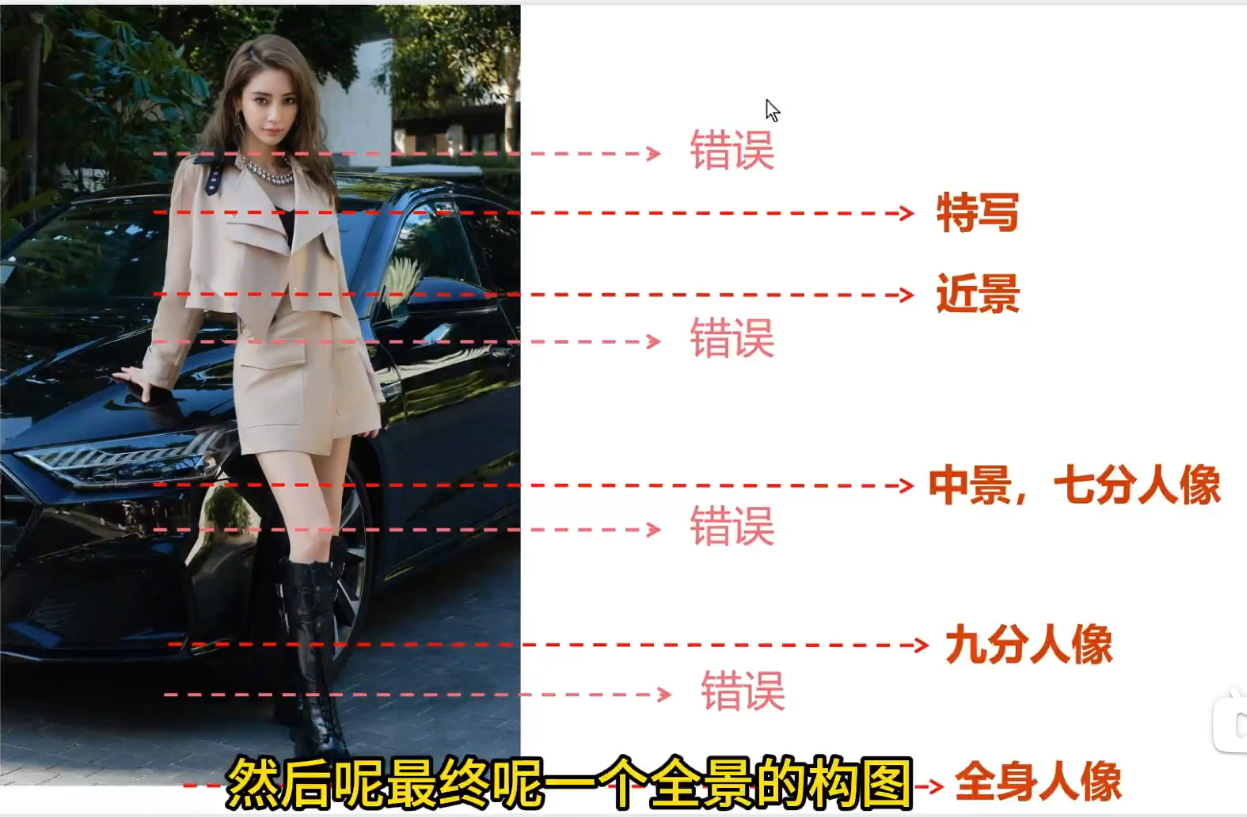 错误
特写
近景
错误
中景，七分人像
错误
九分人像
错误
全身人像
然后呢最终呢一个全景的构图